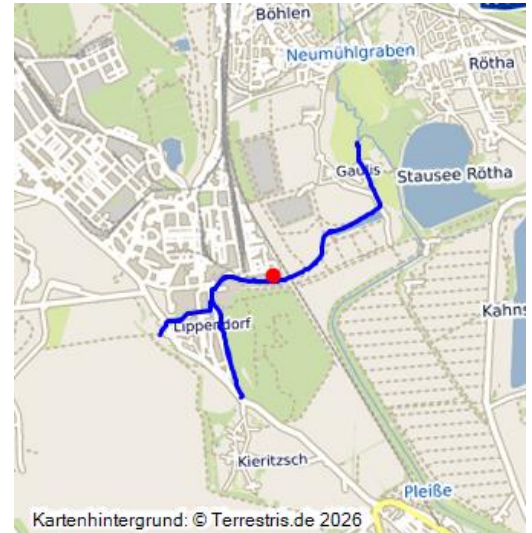 Böhlen
Neumühlgraben
Rötha
Gaulis
Stausee Rötha
Kahns
Lippendorf
Kieritzsch
Pleiße
Kartenhintergrund: © Terrestris.de 2026